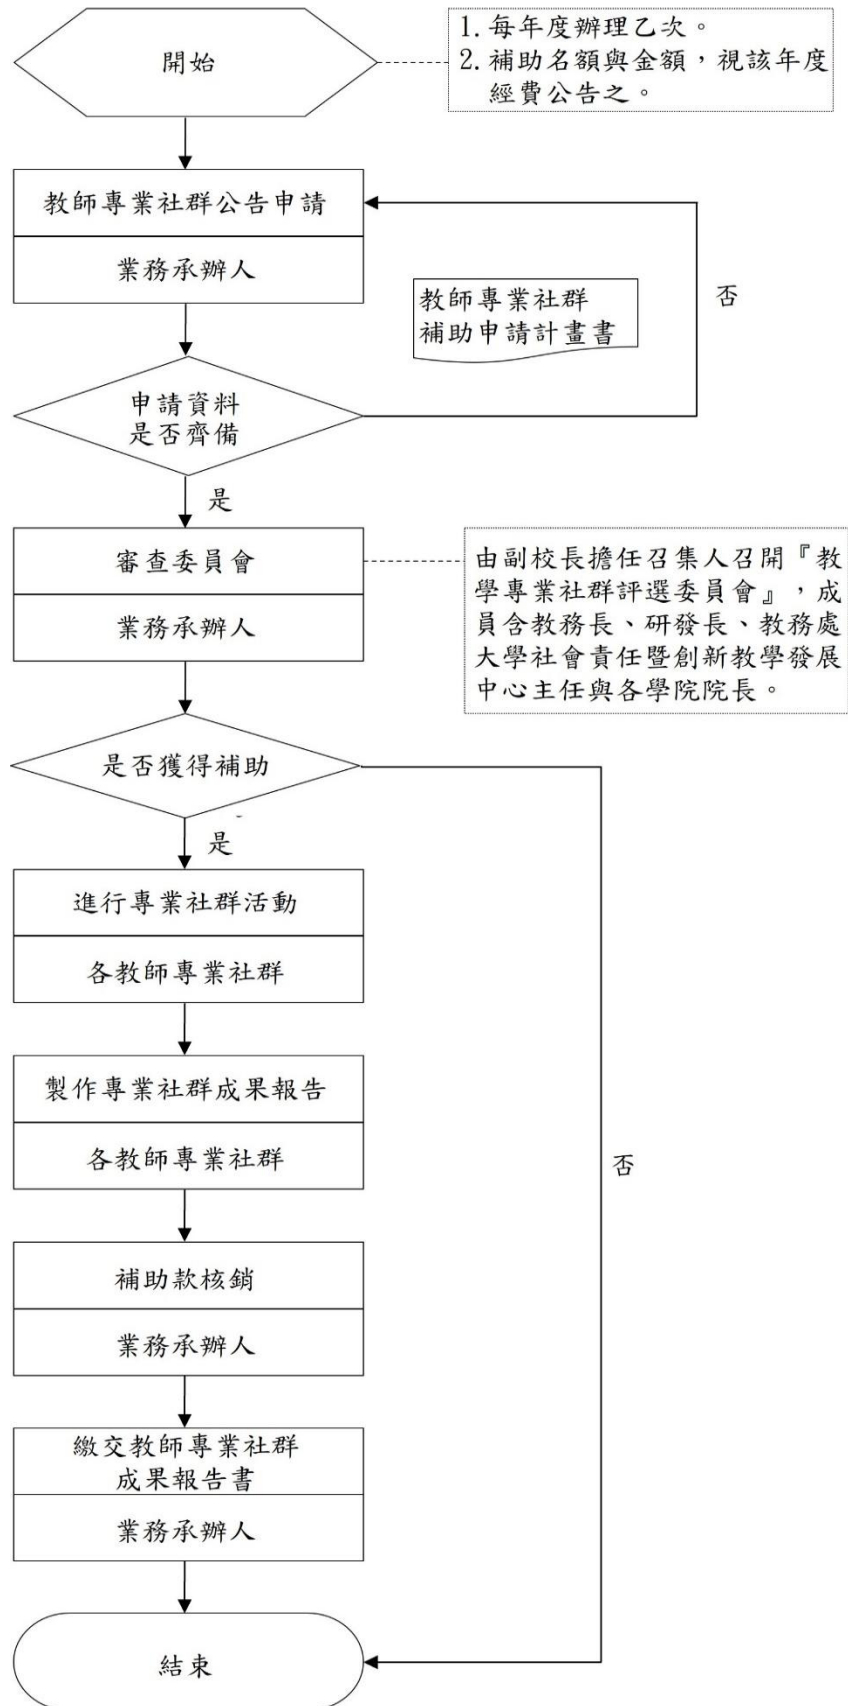 開始
1. 每年度辦理乙次。
2. 補助名額與金額，視該年度
經費公告之。
教師專業社群公告申請
業務承辦人
教師專業社群
補助申請計畫書
否
申請資料
是否齊備
是
審查委員會
業務承辦人
由副校長擔任召集人召開『教
學專業社群評選委員會』，成
員含教務長、研發長、教務處
大學社會責任暨創新教學發展
中心主任與各學院院長。
是否獲得補助
是
進行專業社群活動
各教師專業社群
製作專業社群成果報告
各教師專業社群
否
補助款核銷
業務承辦人
繳交教師專業社群
成果報告書
業務承辦人
結束